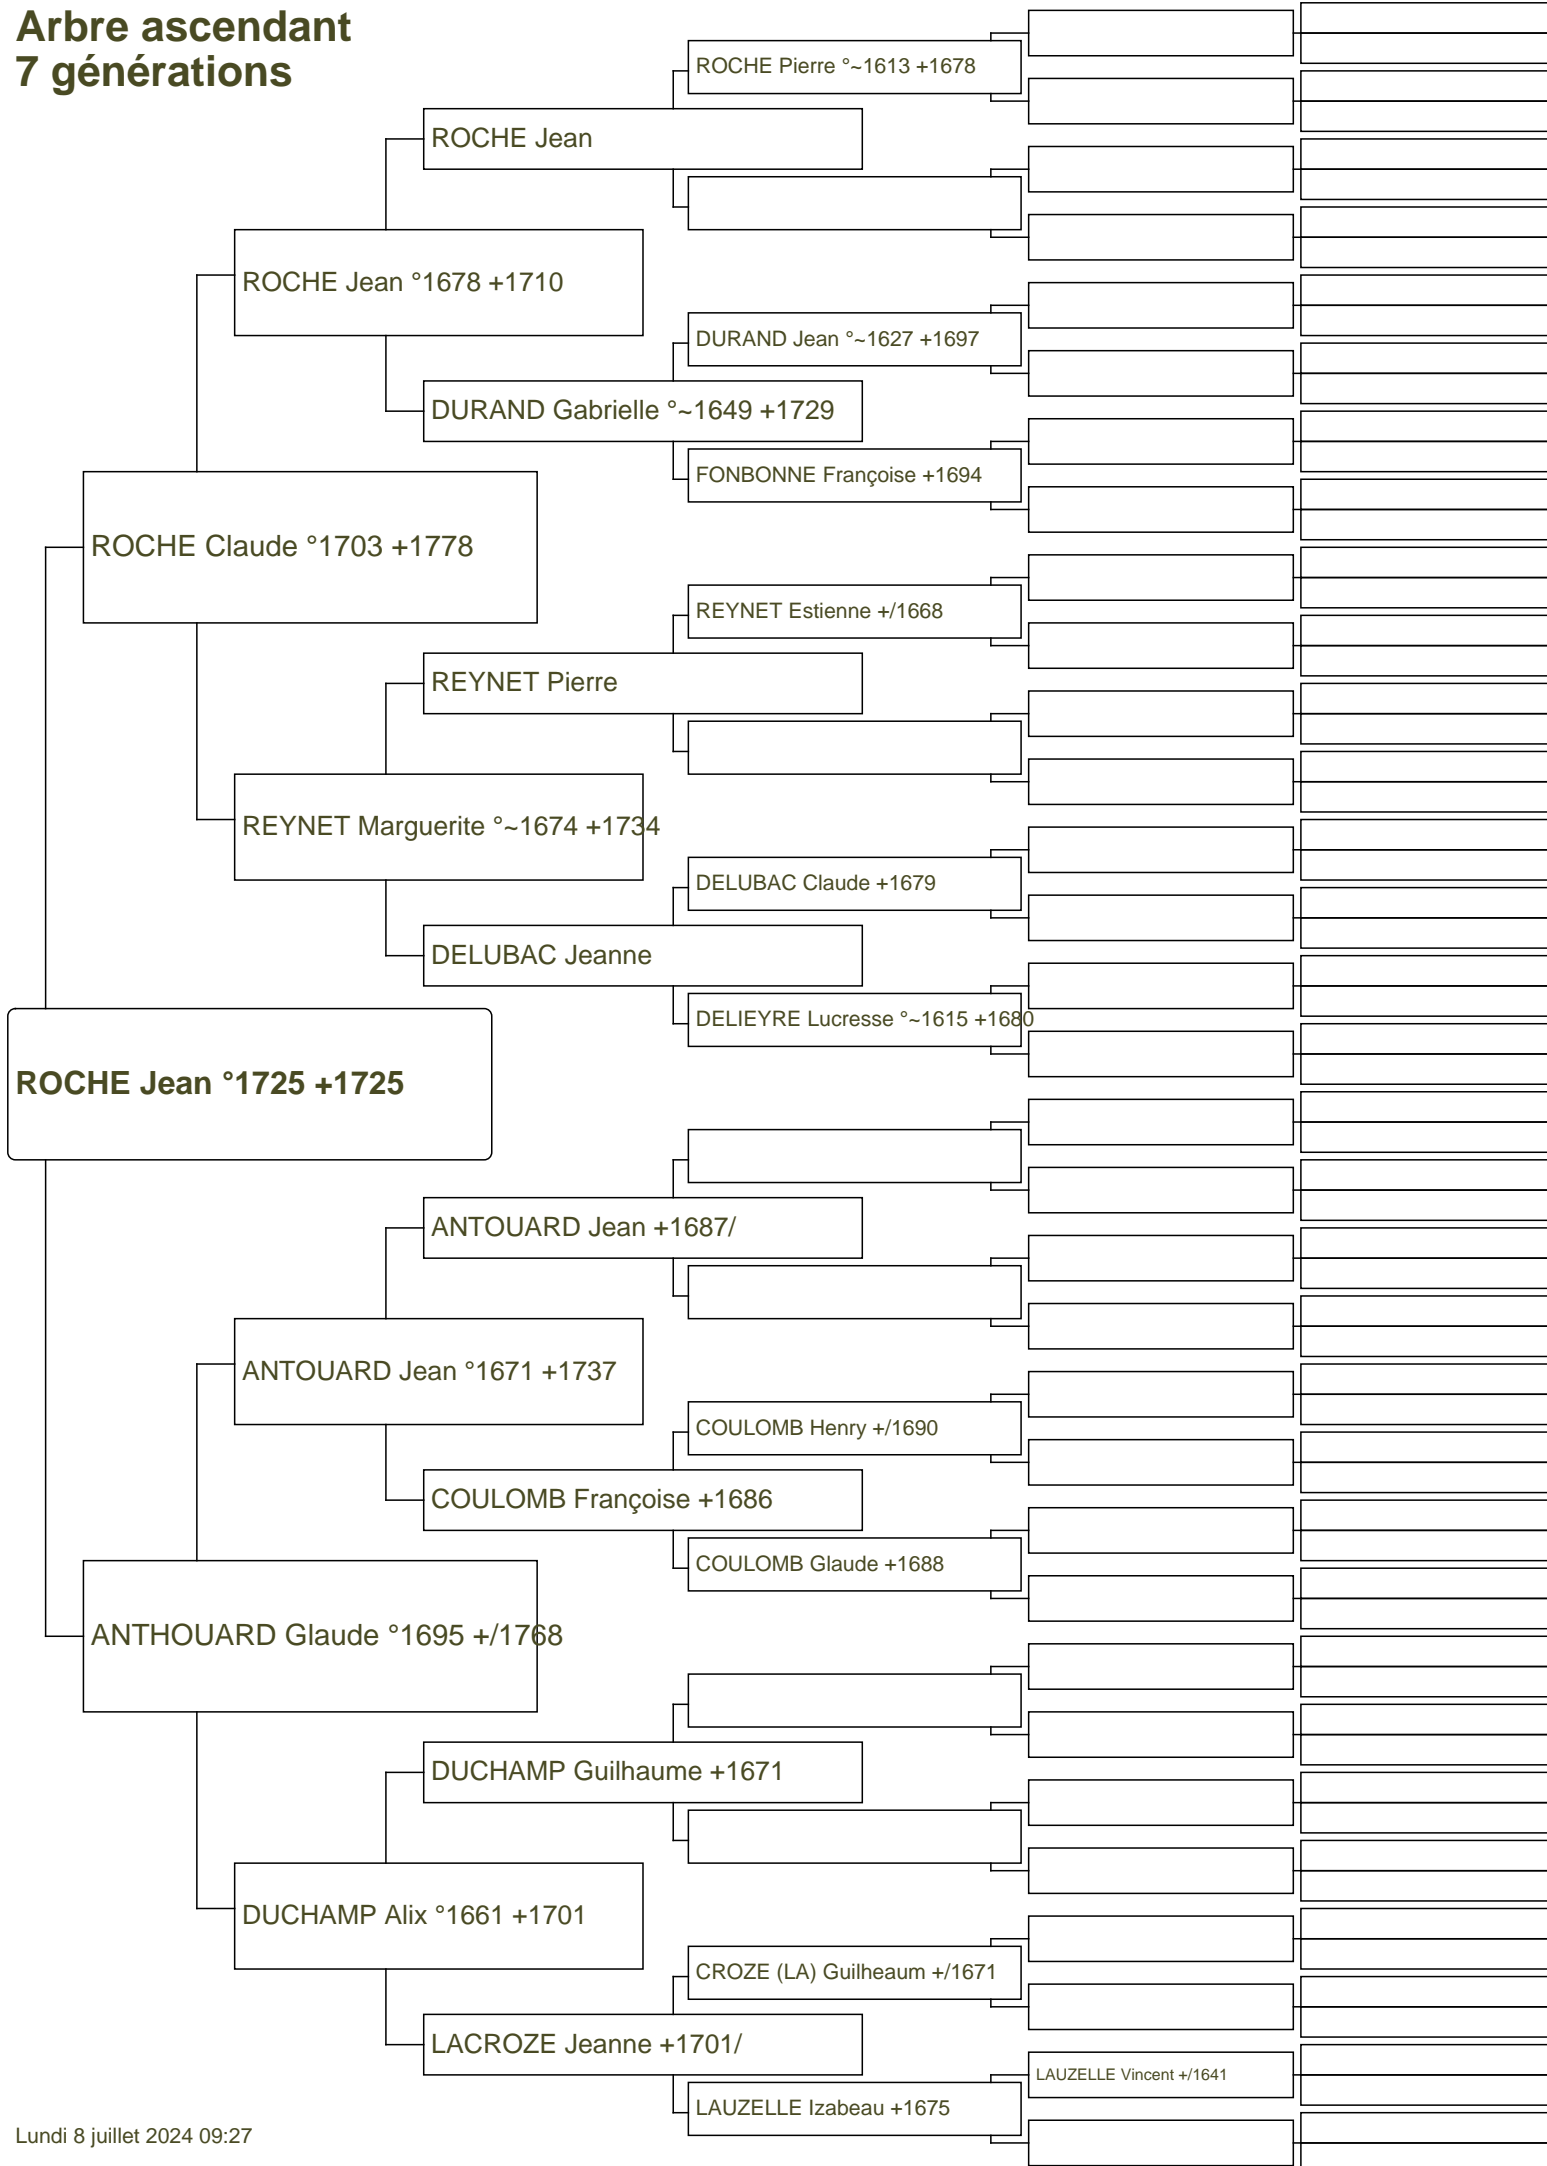 Arbre ascendant
7 générations
ROCHE Pierre °~1613 +1678
ROCHE Jean
ROCHE Jean °1678 +1710
DURAND Jean °~1627 +1697
DURAND Gabrielle °~1649 +1729
FONBONNE Françoise +1694
ROCHE Claude °1703 +1778
REYNET Estienne +/1668
REYNET Pierre
REYNET Marguerite °~1674 +1734
DELUBAC Claude +1679
DELUBAC Jeanne
DELIEYRE Lucresse °~1615 +1680
ROCHE Jean °1725 +1725
ANTOUARD Jean +1687/
ANTOUARD Jean °1671 +1737
COULOMB Henry +/1690
COULOMB Françoise +1686
COULOMB Glaude +1688
ANTHOUARD Glaude °1695 +/1768
DUCHAMP Guilhaume +1671
DUCHAMP Alix °1661 +1701
CROZE (LA) Guilheaum +/1671
LACROZE Jeanne +1701/
LAUZELLE Vincent +/1641
LAUZELLE Izabeau +1675
Lundi 8 juillet 2024 09:27